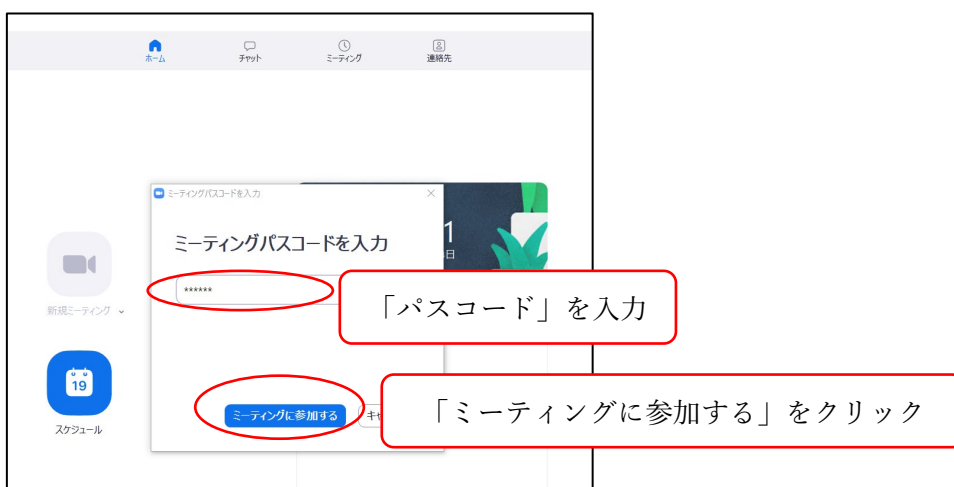 ホーム
チャット
ミーティング
連絡先
ミーティングパスコードを入力
ミーティングパスコードを入力
1
日
******
「パスコード」を入力
新規ミーティング
19
スケジュール
ミーティングに参加する
キャ
「ミーティングに参加する」をクリック